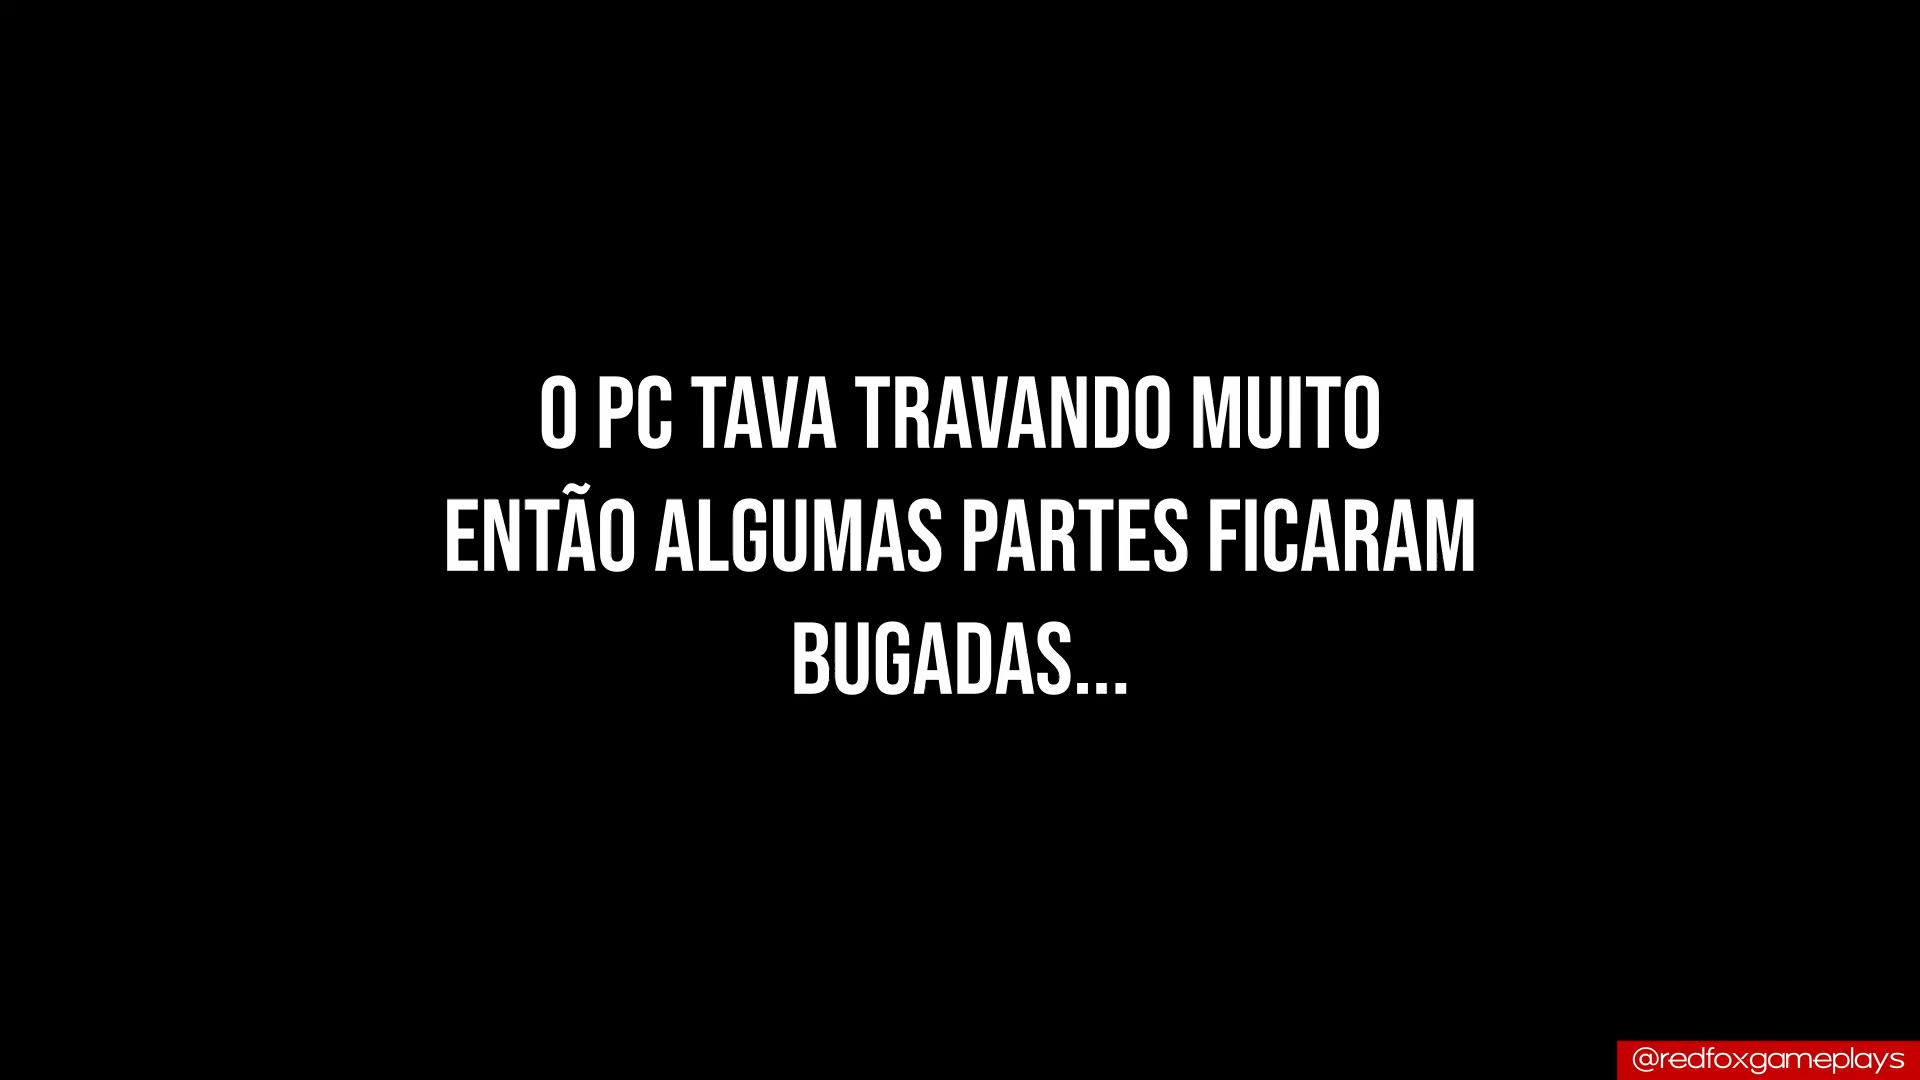 O PC TAVA TRAVANDO MUITO
ENTÃO ALGUMAS PARTES FICARAM
BUGADAS...
@redfoxgameplays